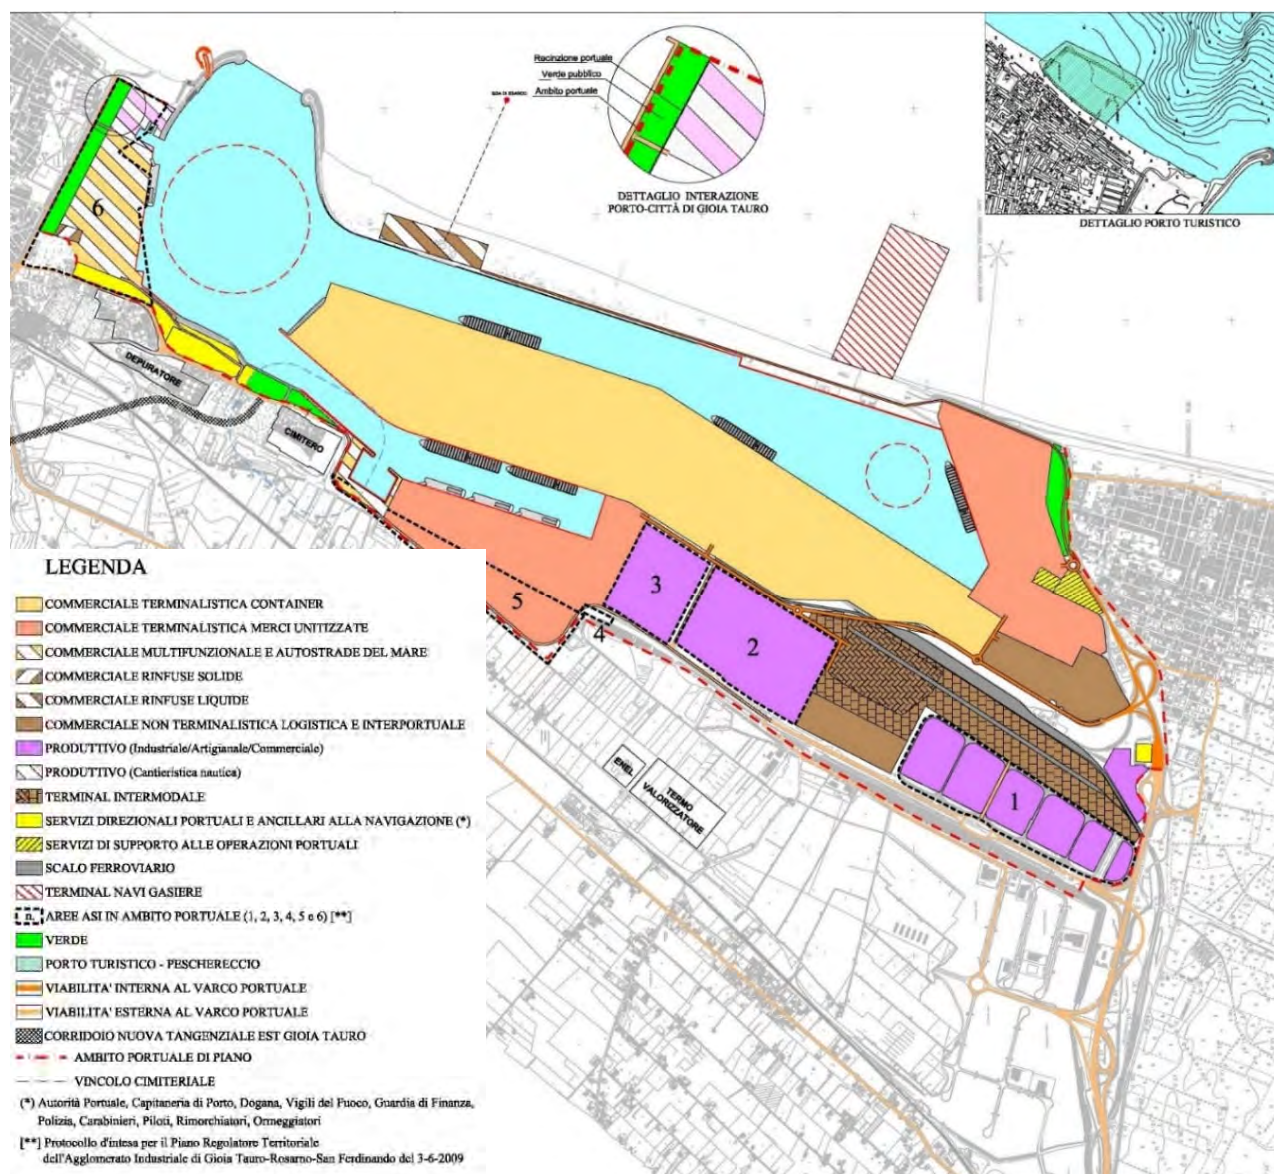 Recinzione portuale
Verde pubblico
Ambito portuale
DETTAGLIO INTERAZIONE
PORTO-CITTÀ DI GIOIA TAURO
DETTAGLIO PORTO TURISTICO
6
DEPURATORE
CIMITERO
3
2
5
4
1
ENEL
TERMO
VALORIZZATORE
LEGENDA
COMMERCIALE TERMINALISTICA CONTAINER
COMMERCIALE TERMINALISTICA MERCI UNITIZZATE
COMMERCIALE MULTIFUNZIONALE E AUTOSTRADE DEL MARE
COMMERCIALE RINFUSE SOLIDE
COMMERCIALE RINFUSE LIQUIDE
COMMERCIALE NON TERMINALISTICA LOGISTICA E INTERPORTUALE
PRODUTTIVO (Industriale/Artigianale/Commerciale)
PRODUTTIVO (Cantieristica nautica)
TERMINAL INTERMODALE
SERVIZI DIREZIONALI PORTUALI E ANCILLARI ALLA NAVIGAZIONE (*)
SERVIZI DI SUPPORTO ALLE OPERAZIONI PORTUALI
SCALO FERROVIARIO
TERMINAL NAVI GASIERE
n. AREE ASI IN AMBITO PORTUALE (1, 2, 3, 4, 5 e 6) [**]
VERDE
PORTO TURISTICO - PESCHERECCIO
VIABILITA' INTERNA AL VARCO PORTUALE
VIABILITA' ESTERNA AL VARCO PORTUALE
CORRIDOIO NUOVA TANGENZIALE EST GIOIA TAURO
AMBITO PORTUALE DI PIANO
VINCOLO CIMITERIALE
(*) Autorità Portuale, Capitaneria di Porto, Dogana, Vigili del Fuoco, Guardia di Finanza,
Polizia, Carabinieri, Piloti, Rimorchiatori, Ormeggiatori
[**] Protocollo d'intesa per il Piano Regolatore Territoriale
dell'Agglomerato Industriale di Gioia Tauro-Rosarno-San Ferdinando del 3-6-2009